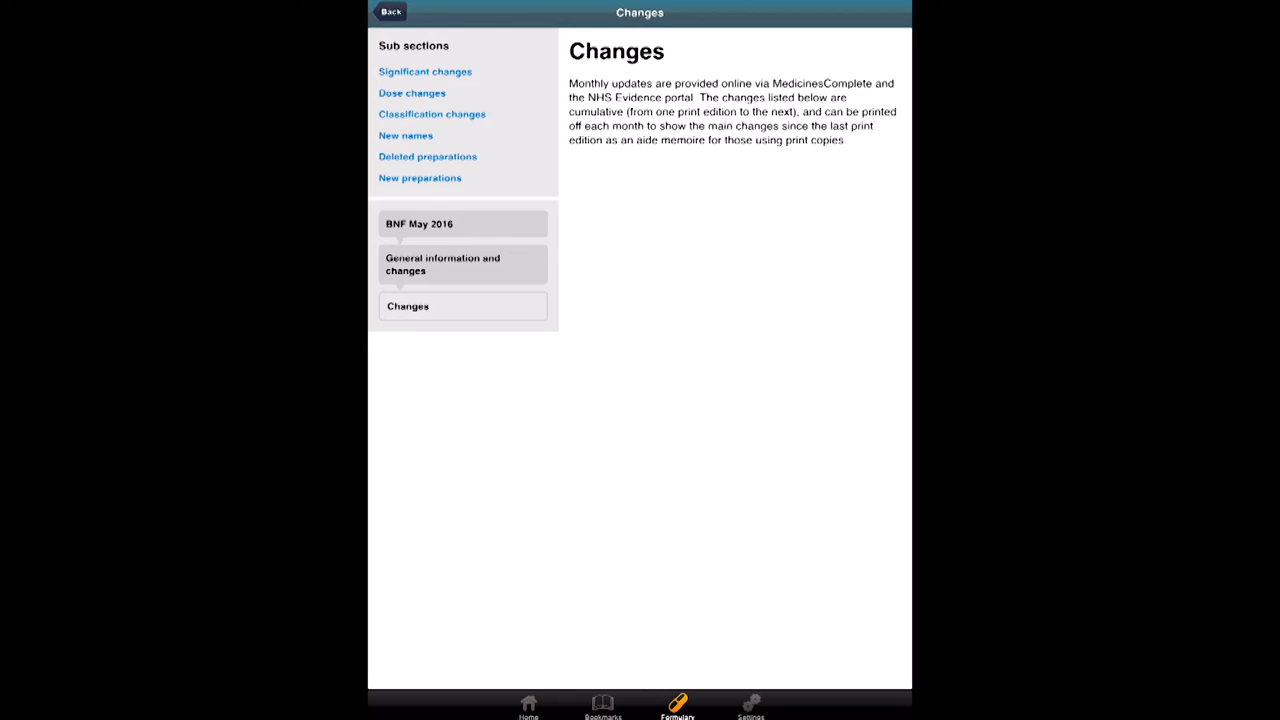 Back
Changes
Sub sections
Significant changes
Dose changes
Classification changes
New names
Deleted preparations
New preparations
BNF May 2016
General information and
changes
Changes
Changes
Monthly updates are provided online via MedicinesComplete and
the NHS Evidence portal. The changes listed below are
cumulative (from one print edition to the next), and can be printed
off each month to show the main changes since the last print
edition as an aide memoire for those using print copies.
Home
Bookmarks
Formulary
Settings